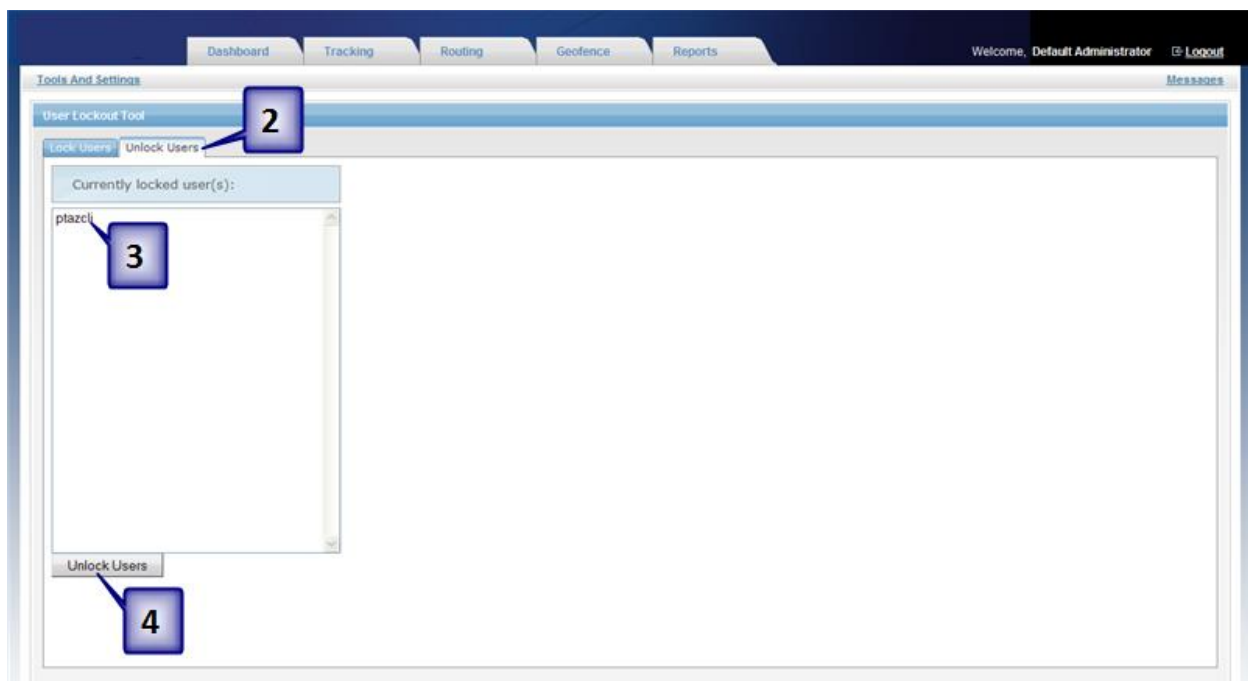 Dashboard Tracking Routing Geofence Reports Welcome, Default Administrator Logout
Tools And Settings Messages
User Lockout Tool
2
Lock Users Unlock Users
Currently locked user(s):
ptazcli
3
Unlock Users
4